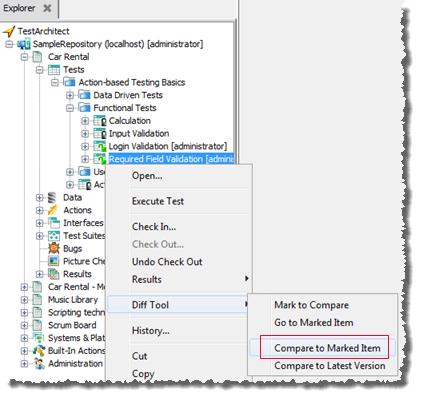 Explorer
TestArchitect
SampleRepository (localhost) [administrator]
Car Rental
Tests
Action-based Testing Basics
Data Driven Tests
Functional Tests
Calculation
Input Validation
Login Validation [administrator]
Required Field Validation [adminis
Use
Act
Data
Actions
Interfaces
Test Suites
Bugs
Picture Che
Results
Car Rental - M
Music Library
Scripting techn
Scrum Board
Systems & Pla
Built-In Actions
Administration
Open...
Execute Test
Check In...
Check Out...
Undo Check Out
Results
Diff Tool
History...
Cut
Copy
Mark to Compare
Go to Marked Item
Compare to Marked Item
Compare to Latest Version